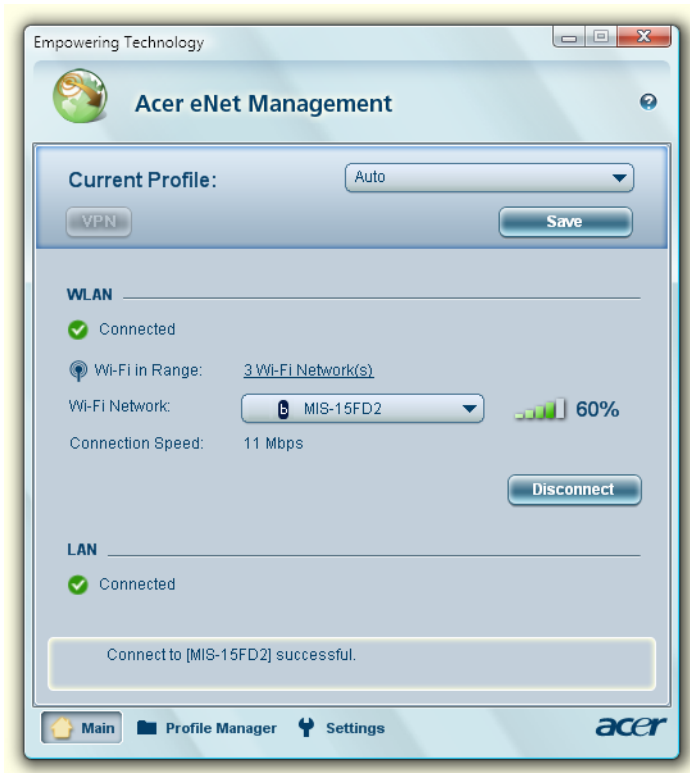 Empowering Technology
Acer eNet Management
Current Profile: Auto
VPN Save
WLAN
Connected
Wi-Fi in Range: 3 Wi-Fi Network(s)
Wi-Fi Network: b MIS-15FD2 60%
Connection Speed: 11 Mbps
Disconnect
LAN
Connected
Connect to [MIS-15FD2] successful.
Main Profile Manager Settings acer